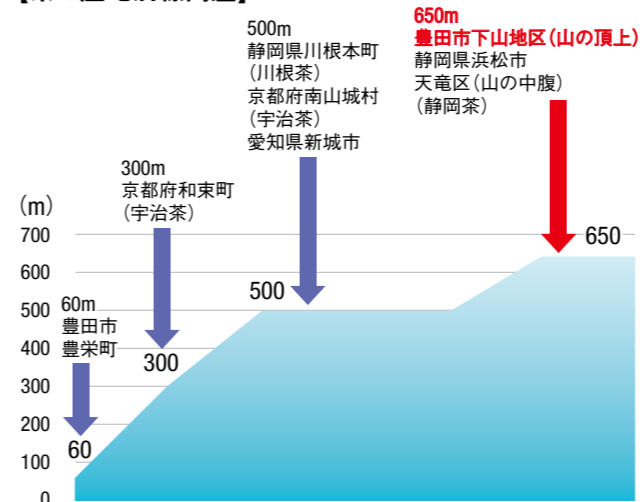 650m
豊田市下山地区(山の頂上)
静岡県浜松市
天竜区(山の中腹)
(静岡茶)
500m
静岡県川根本町
(川根茶)
京都府南山城村
(宇治茶)
愛知県新城市
300m
京都府和束町
(宇治茶)
60m
豊田市
豊栄町
(m)
700
600
500
400
300
200
100
0
60
300
500
650